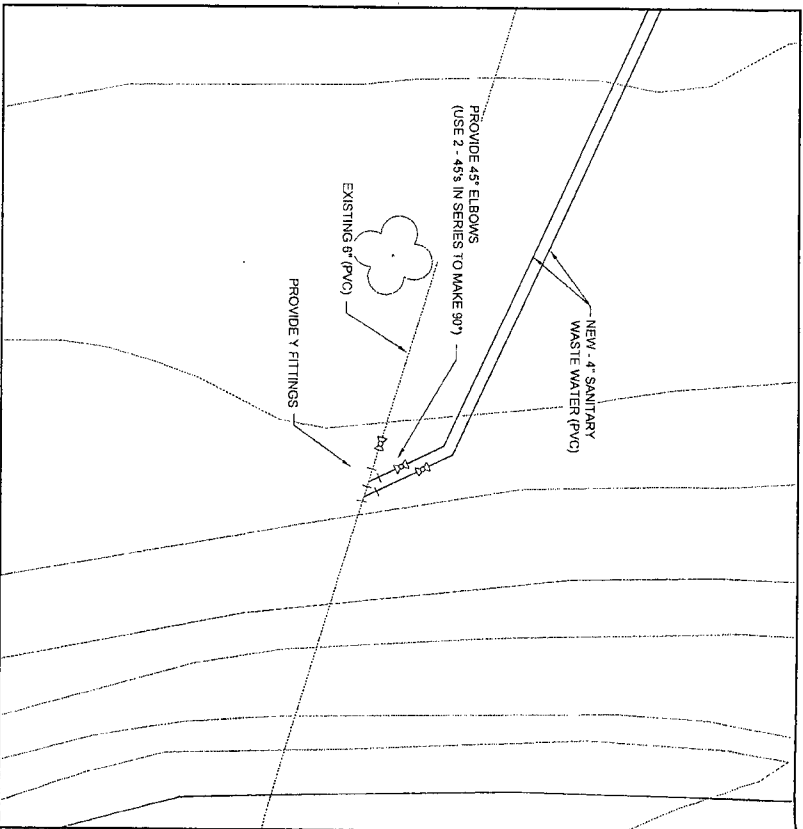 NEW - 4" SANITARY
WASTE WATER (PVC)
PROVIDE 45° ELBOWS
(USE 2 - 45's IN SERIES TO MAKE 90°)
EXISTING 6" (PVC)
PROVIDE Y FITTINGS